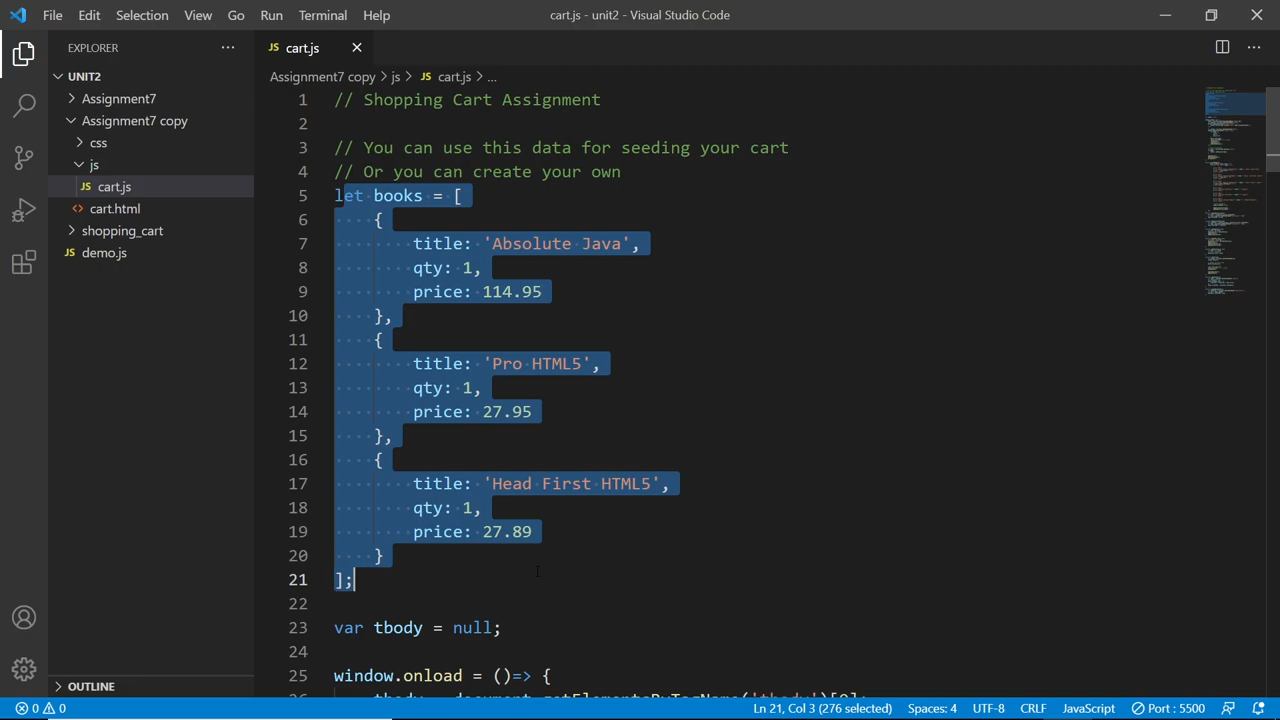 File Edit Selection View Go Run Terminal Help
cart.js - unit2 - Visual Studio Code
EXPLORER
UNIT2
Assignment7
Assignment7 copy
css
js
JS cart.js
cart.html
shopping_cart
JS demo.js
OUTLINE
JS cart.js
Assignment7 copy > js > JS cart.js > ...
1 // Shopping Cart Assignment
2
3 // You can use this data for seeding your cart
4 // Or you can create your own
5 let books = [
6 {
7 title: 'Absolute Java',
8 qty: 1,
9 price: 114.95
10 },
11 {
12 title: 'Pro HTML5',
13 qty: 1,
14 price: 27.95
15 },
16 {
17 title: 'Head First HTML5',
18 qty: 1,
19 price: 27.89
20 }
21 ];
22
23 var tbody = null;
24
25 window.onload = ()=> {
26 tbody = document.getElementsByTagName('tbody')[0];
0 0
Ln 21, Col 3 (276 selected) Spaces: 4 UTF-8 CRLF JavaScript Port : 5500